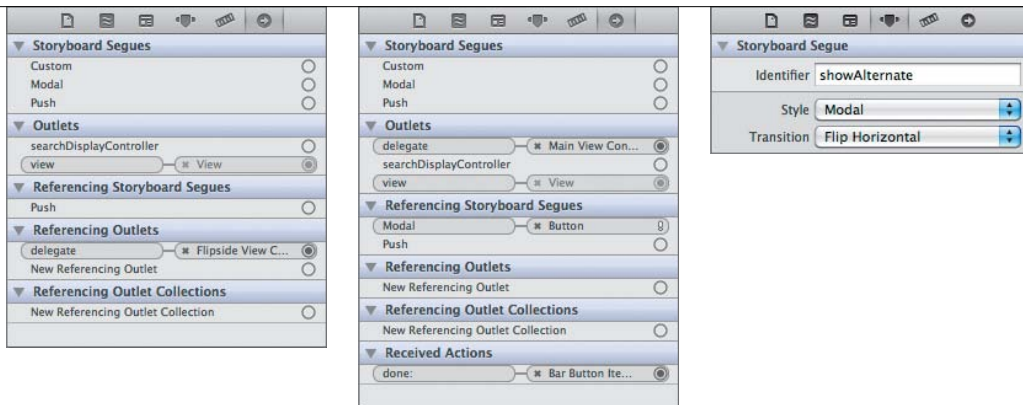 Storyboard Segues
Custom
Modal
Push
Outlets
searchDisplayController
view View
Referencing Storyboard Segues
Push
Referencing Outlets
delegate Flipside View C...
New Referencing Outlet
Referencing Outlet Collections
New Referencing Outlet Collection
Storyboard Segues
Custom
Modal
Push
Outlets
delegate Main View Con...
searchDisplayController
view View
Referencing Storyboard Segues
Modal Button
Push
Referencing Outlets
New Referencing Outlet
Referencing Outlet Collections
New Referencing Outlet Collection
Received Actions
done: Bar Button Ite...
Storyboard Segue
Identifier showAlternate
Style Modal
Transition Flip Horizontal